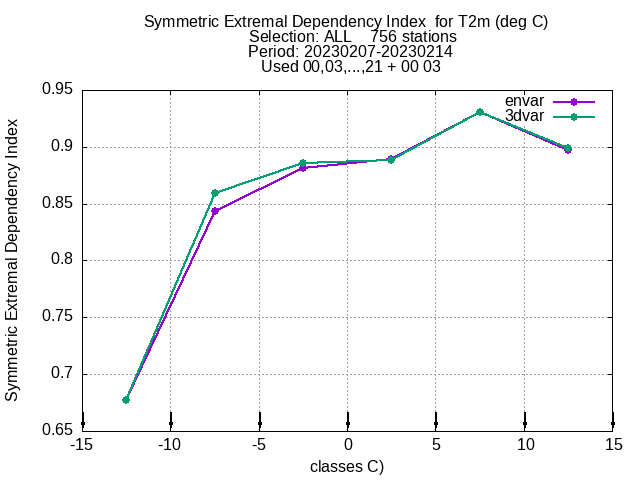 Symmetric Extremal Dependency Index  for T2m (deg C)
Selection: ALL    756 stations
Period: 20230207-20230214
Used 00,03,...,21 + 00 03
envar
3dvar
Symmetric Extremal Dependency Index
0.95
0.9
0.85
0.8
0.75
0.7
0.65
-15 -10 -5 0 5 10 15
classes C)